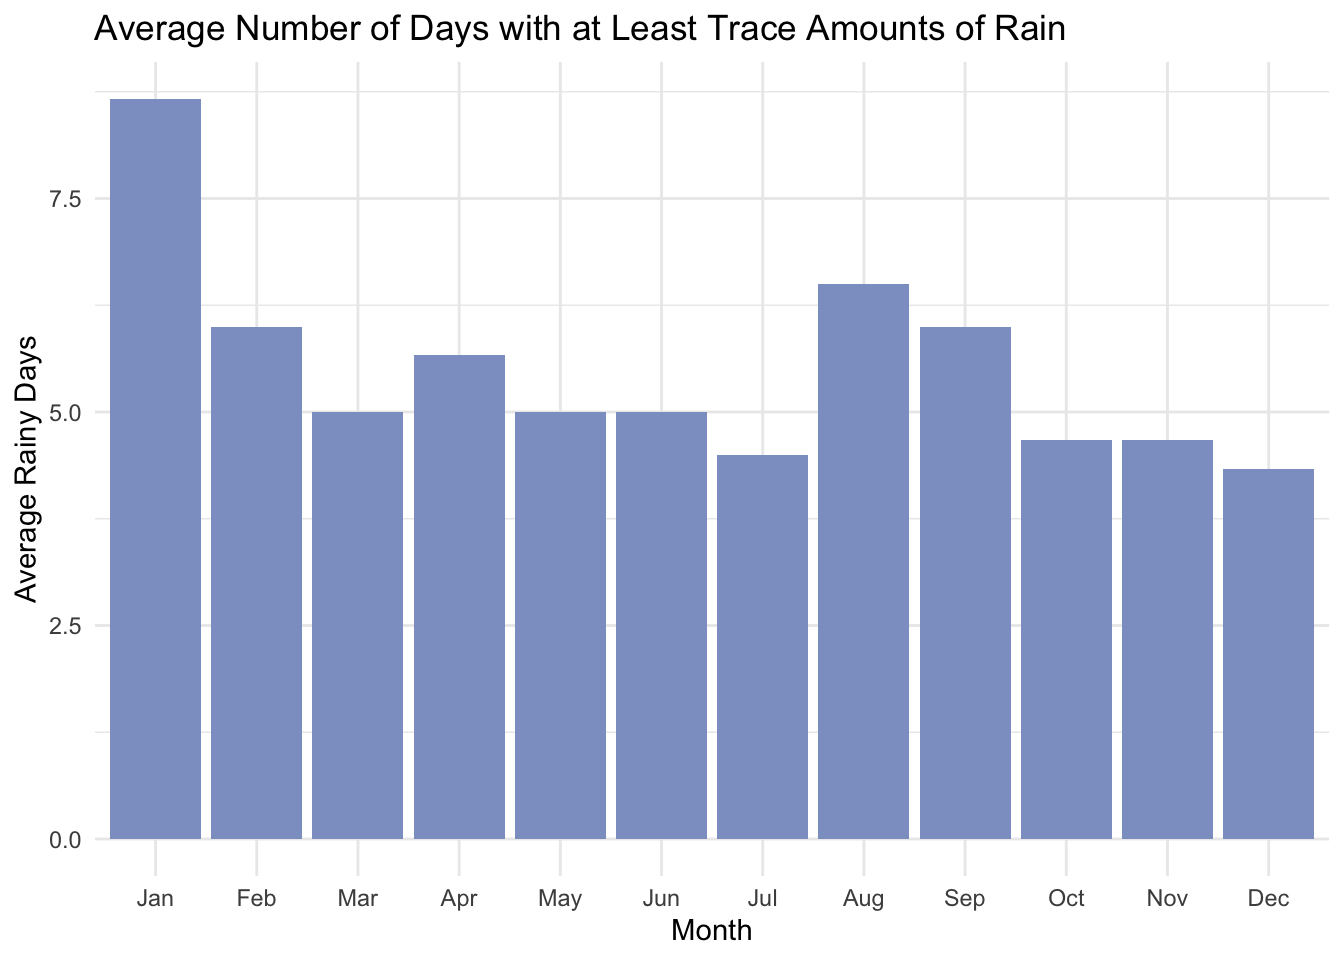 Average Number of Days with at Least Trace Amounts of Rain
Average Rainy Days
7.5
5.0
2.5
0.0
Jan Feb Mar Apr May Jun Jul Aug Sep Oct Nov Dec
Month